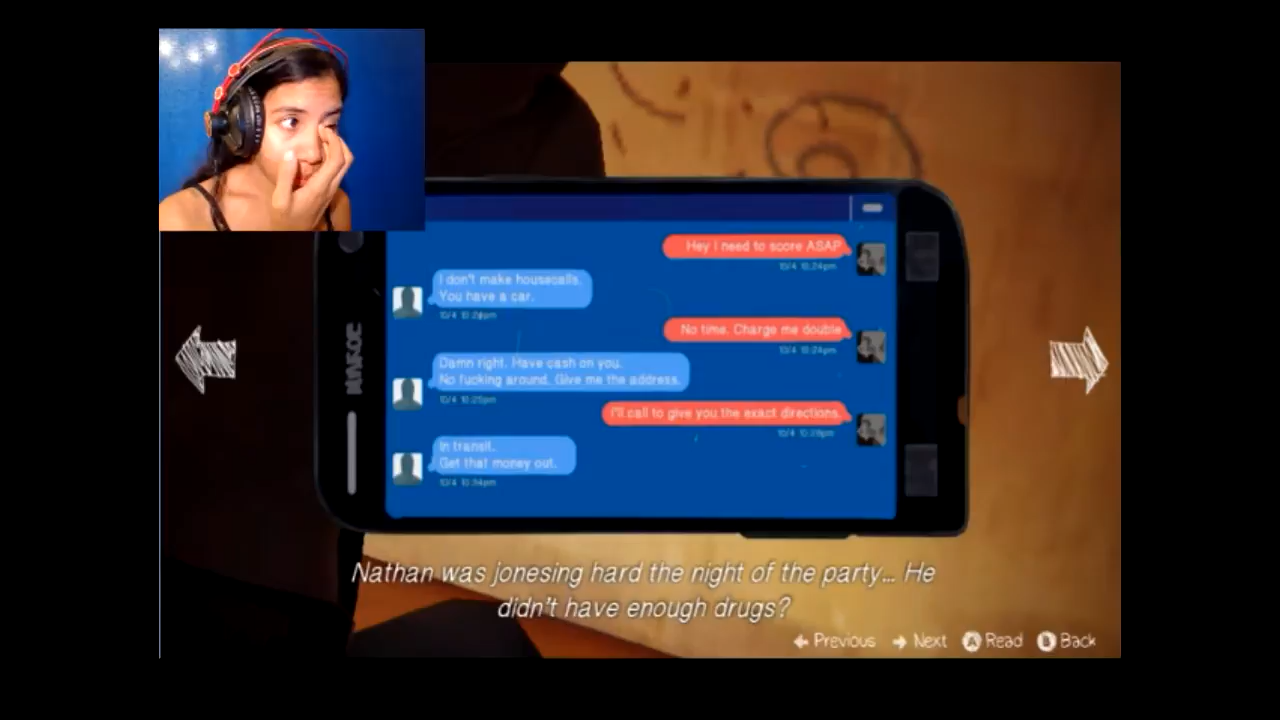 Hey I need to score ASAP
10/4 10:24pm
I don't make housecalls.
You have a car.
10/4 10:24pm
No time. Charge me double
10/4 10:24pm
Damn right. Have cash on you.
No fucking around. Give me the address.
10/4 10:25pm
I'll call to give you the exact directions.
In transit.
Get that money out.
10/4 10:34pm
Nathan was jonesing hard the night of the party... He
didn't have enough drugs?
Previous Next A Read B Back